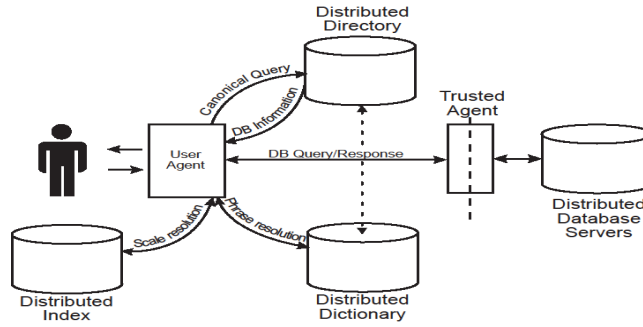 Distributed
Directory
Canonical Query
DB Information
Trusted
Agent
User
Agent
DB Query/Response
Distributed
Database
Servers
Scale resolution
Phrase resolution
Distributed
Index
Distributed
Dictionary